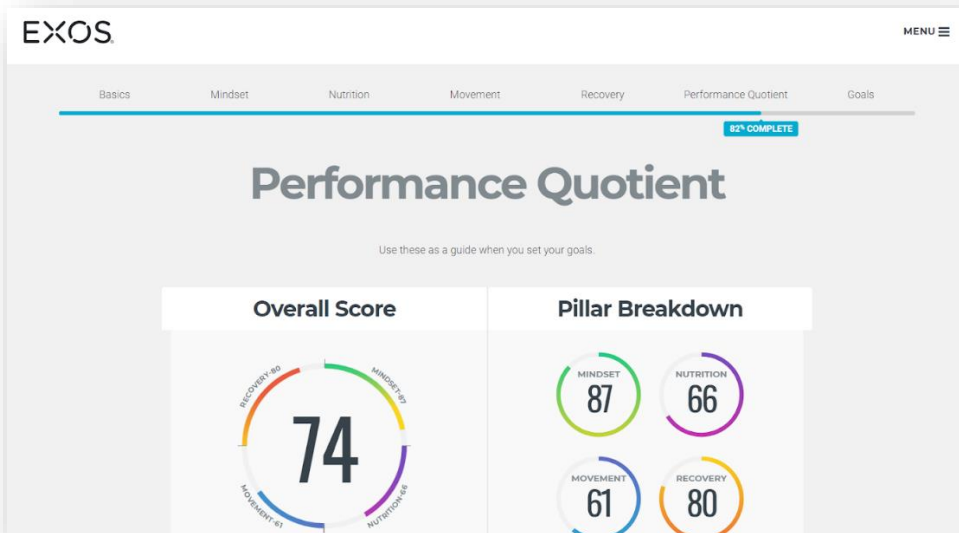 EXOS
MENU
Basics Mindset Nutrition Movement Recovery Performance Quotient Goals
82% COMPLETE
Performance Quotient
Use these as a guide when you set your goals.
Overall Score
Pillar Breakdown
RECOVERY-80
MINDSET-87
74
MOVEMENT-61
NUTRITION-66
MINDSET
87
NUTRITION
66
MOVEMENT
61
RECOVERY
80